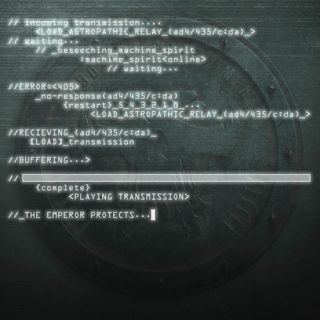 // incoming transmission....
<LOAD_ASTROPATHIC_RELAY_(ad4/435/c:da)_>
// waiting...
// _beseeching_machine_spirit
:machine_spirit<online>
// waiting...
//ERROR:<405>
_no-response(ad4/435/c:da)
{restart}_5_4_3_2_1_0_...
<LOAD_ASTROPATHIC_RELAY_(ad4/435/c:da)_>
//RECIEVING_(ad4/435/c:da)_
[LOAD]_transmission
//BUFFERING...>
//
{complete}
<PLAYING TRANSMISSION>
//_THE EMPEROR PROTECTS...